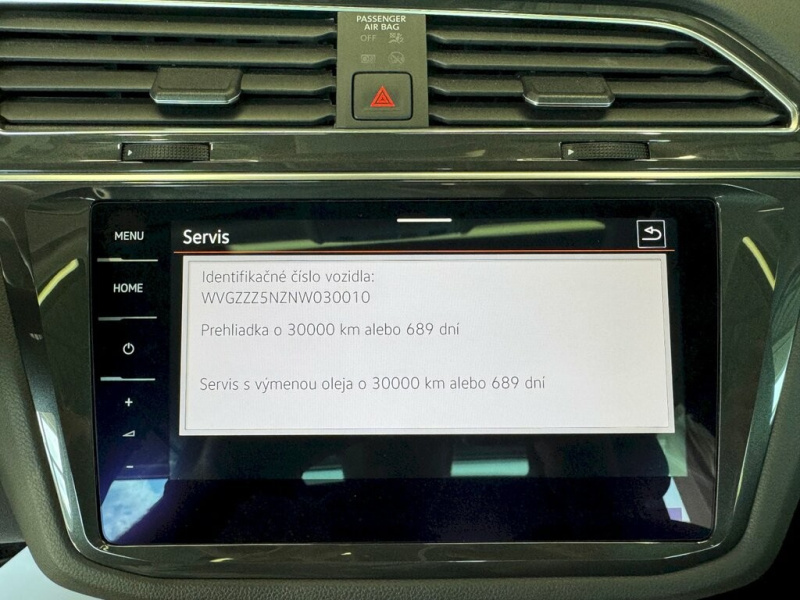 PASSENGER
AIR BAG
OFF
MENU
Servis
HOME
Identifikačné číslo vozidla:
WVGZZZ5NZNW030010
Prehliadka o 30000 km alebo 689 dní
Servis s výmenou oleja o 30000 km alebo 689 dní
+
-